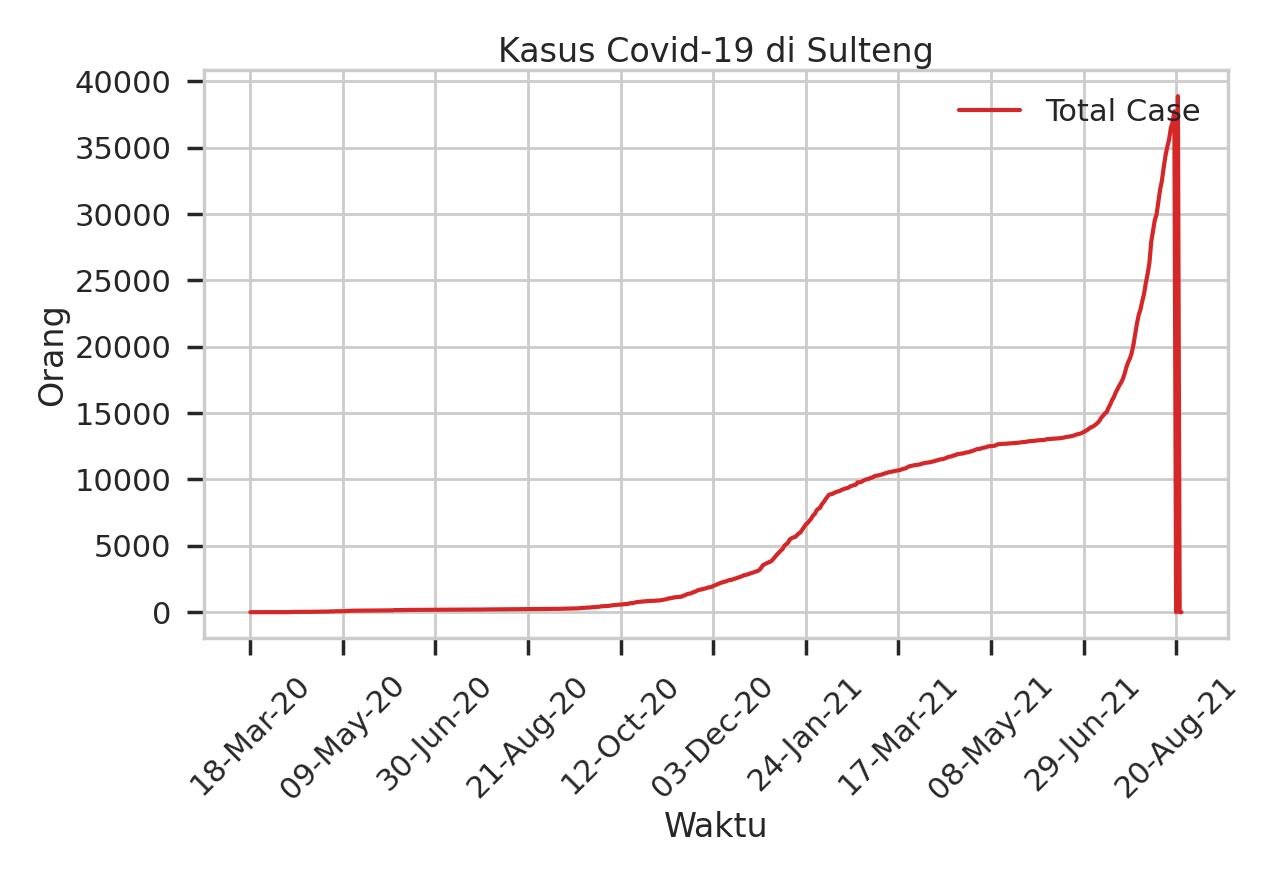 Kasus Covid-19 di Sulteng
Total Case
40000
35000
30000
25000
20000
15000
10000
5000
0
Orang
18-Mar-20
09-May-20
30-Jun-20
21-Aug-20
12-Oct-20
03-Dec-20
24-Jan-21
17-Mar-21
08-May-21
29-Jun-21
20-Aug-21
Waktu